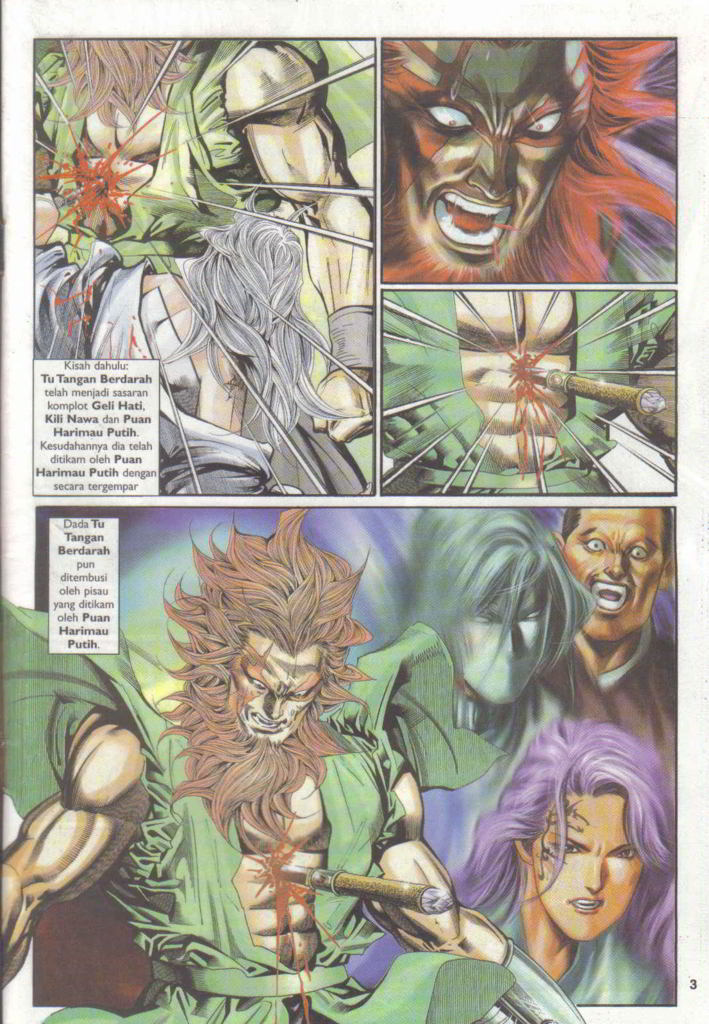 Kisah dahulu:
Tu Tangan Berdarah
telah menjadi sasaran
komplot Geli Hati,
Kili Nawa dan Puan
Harimau Putih.
Kesudahannya dia telah
ditikam oleh Puan
Harimau Putih dengan
secara tergempar
Dada Tu
Tangan
Berdarah
pun
ditembusi
oleh pisau
yang ditikam
oleh Puan
Harimau
Putih.
3